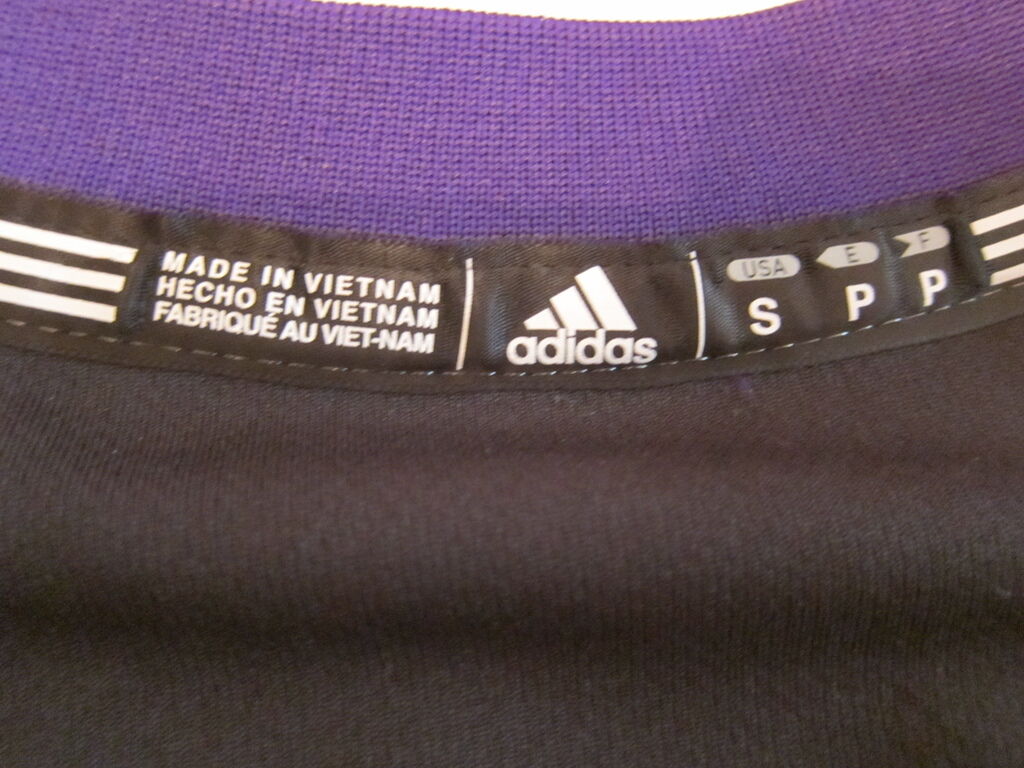 MADE IN VIETNAM
HECHO EN VIETNAM
FABRIQUÉ AU VIET-NAM
adidas
USA E F
S P P